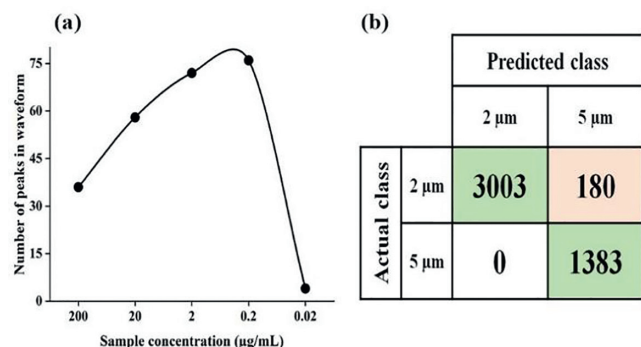 (a)
Number of peaks in waveform
75
60
45
30
15
0
200 20 2 0.2 0.02
Sample concentration (µg/mL)
(b)
Predicted class
2 µm 5 µm
Actual class
2 µm 3003 180
5 µm 0 1383